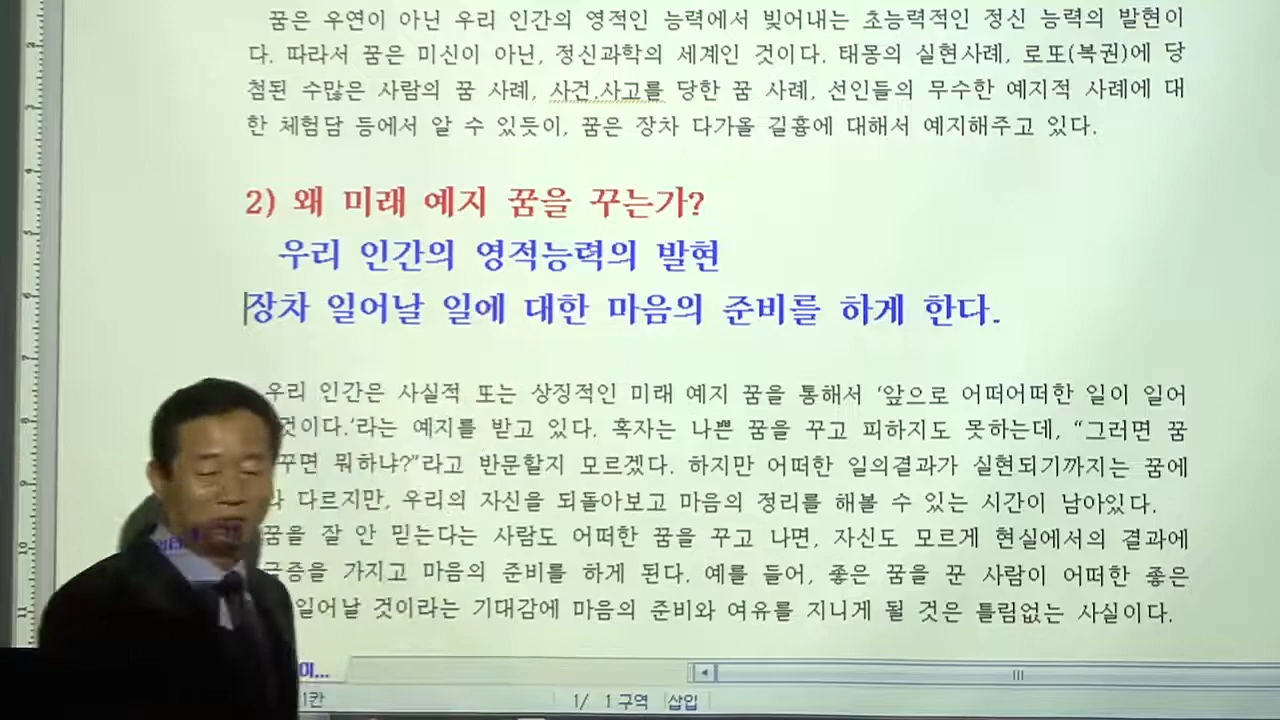 꿈은 우연이 아닌 우리 인간의 영적인 능력에서 빚어내는 초능력적인 정신 능력의 발현이
다. 따라서 꿈은 미신이 아닌, 정신과학의 세계인 것이다. 태몽의 실현사례, 로또(복권)에 당
첨된 수많은 사람의 꿈 사례, 사건.사고를 당한 꿈 사례, 선인들의 무수한 예지적 사례에 대
한 체험담 등에서 알 수 있듯이, 꿈은 장차 다가올 길흉에 대해서 예지해주고 있다.
2) 왜 미래 예지 꿈을 꾸는가?
우리 인간의 영적능력의 발현
장차 일어날 일에 대한 마음의 준비를 하게 한다.
우리 인간은 사실적 또는 상징적인 미래 예지 꿈을 통해서 ‘앞으로 어떠어떠한 일이 일어
것이다.’라는 예지를 받고 있다. 혹자는 나쁜 꿈을 꾸고 피하지도 못하는데, “그러면 꿈
꾸면 뭐하냐?”라고 반문할지 모르겠다. 하지만 어떠한 일의결과가 실현되기까지는 꿈에
다르지만, 우리의 자신을 되돌아보고 마음의 정리를 해볼 수 있는 시간이 남아있다.
꿈을 잘 안 믿는다는 사람도 어떠한 꿈을 꾸고 나면, 자신도 모르게 현실에서의 결과에
가지고 마음의 준비를 하게 된다. 예를 들어, 좋은 꿈을 꾼 사람이 어떠한 좋은
일어날 것이라는 기대감에 마음의 준비와 여유를 지니게 될 것은 틀림없는 사실이다.
1칸 1/ 1 구역 삽입